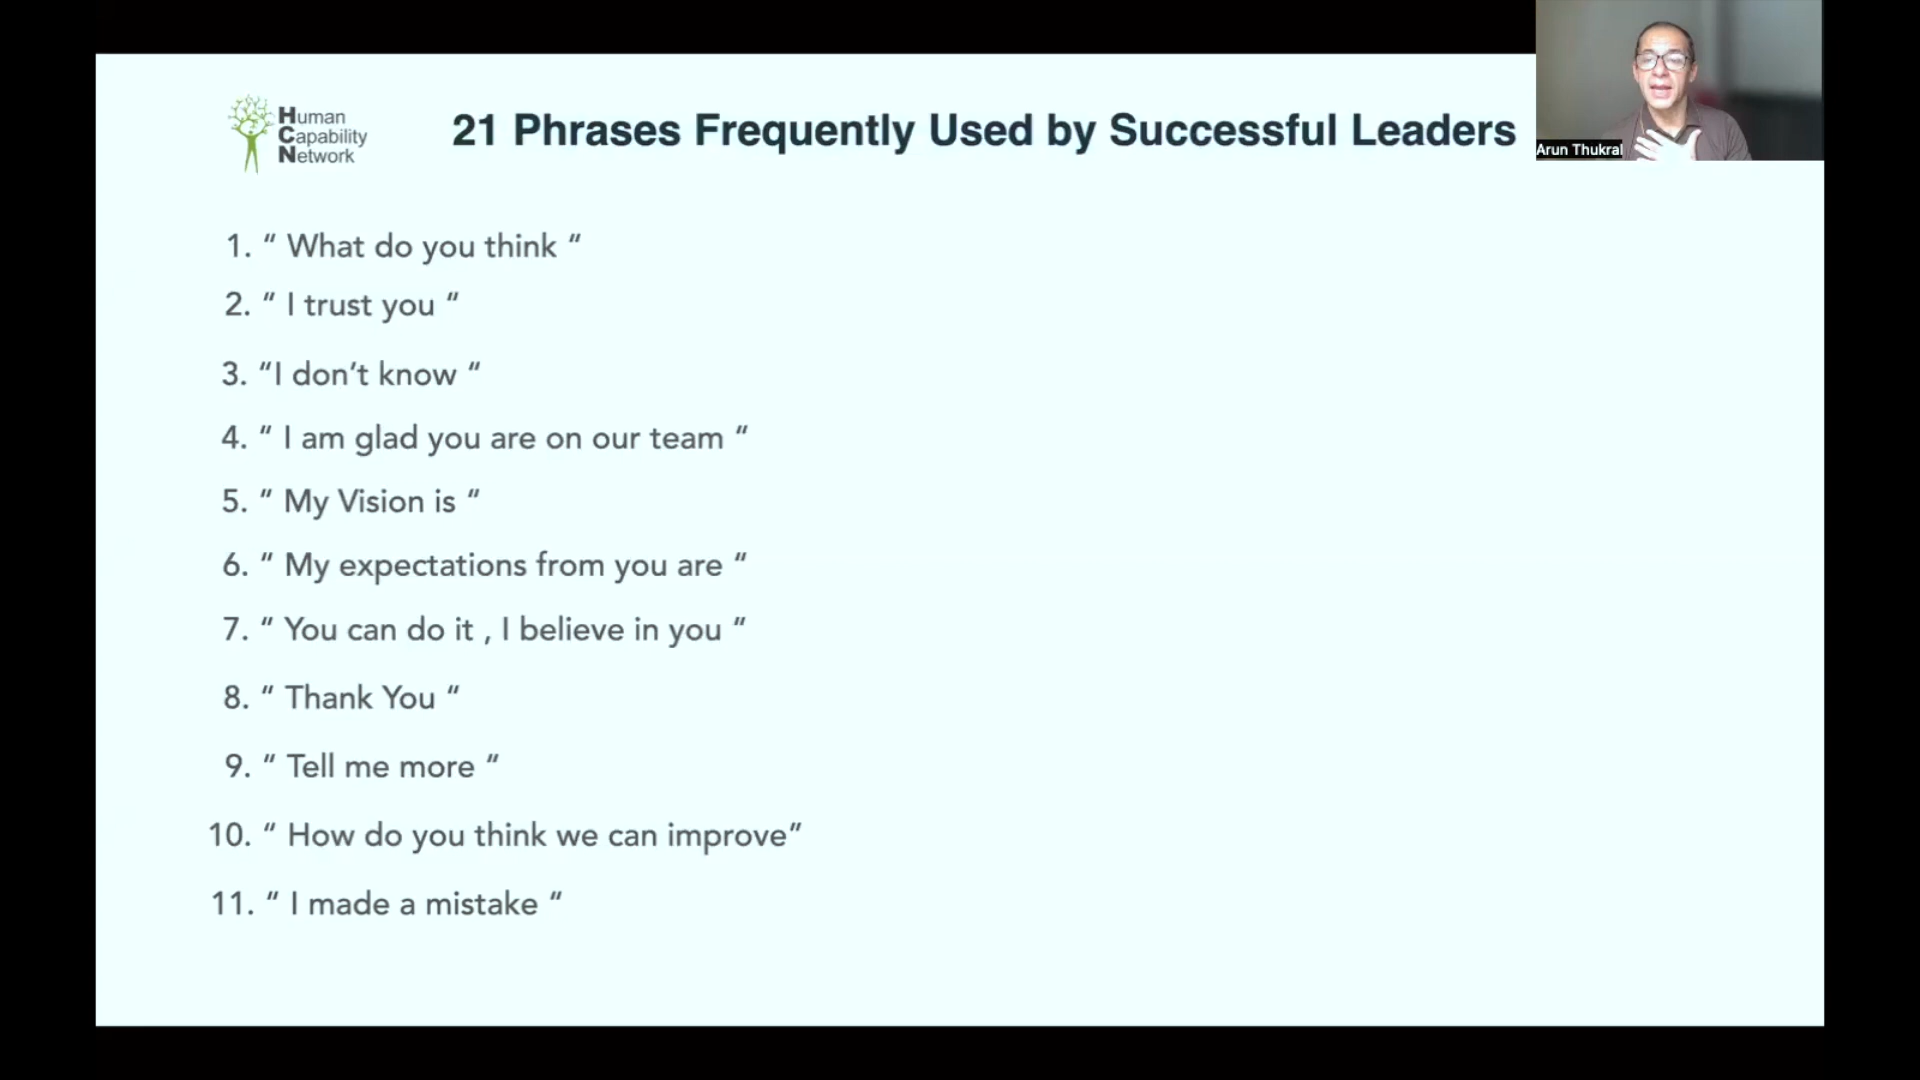 Human
Capability
Network
21 Phrases Frequently Used by Successful Leaders
Arun Thukral
1. “ What do you think “
2. “ I trust you “
3. “I don’t know “
4. “ I am glad you are on our team “
5. “ My Vision is “
6. “ My expectations from you are “
7. “ You can do it , I believe in you “
8. “ Thank You “
9. “ Tell me more “
10. “ How do you think we can improve”
11. “ I made a mistake “